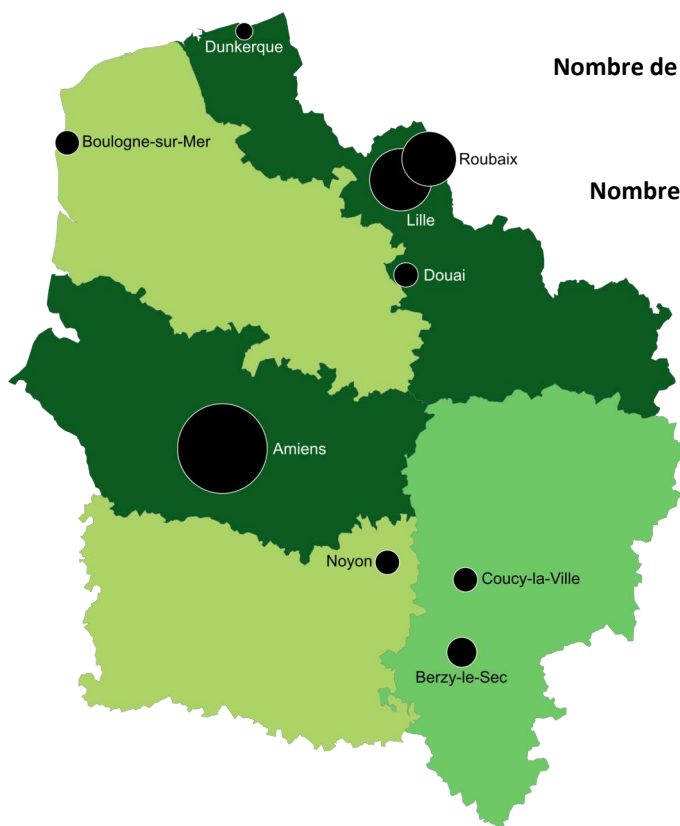 Dunkerque
Nombre de
Boulogne-sur-Mer
Roubaix
Nombre
Lille
Douai
Amiens
Noyon
Coucy-la-Ville
Berzy-le-Sec